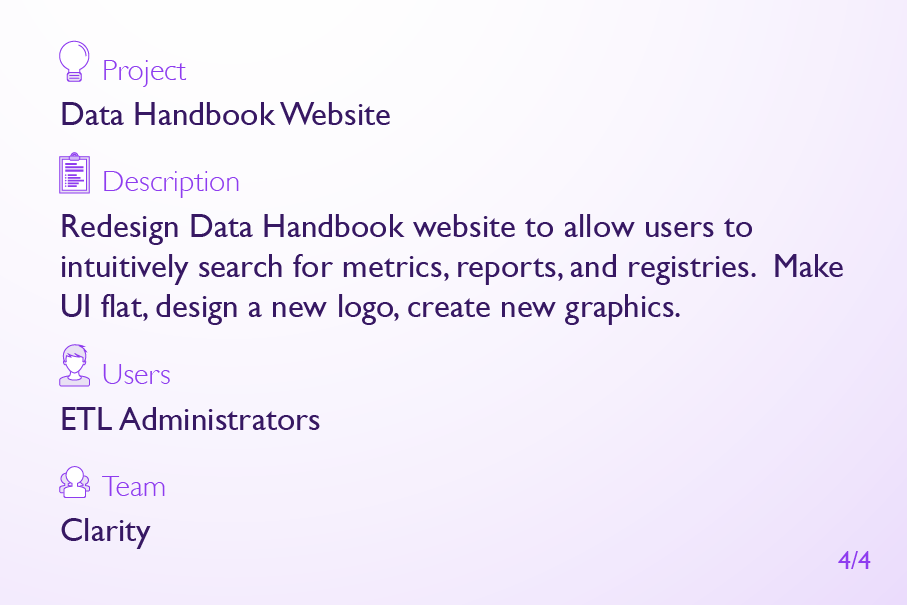 Project
Data Handbook Website
Description
Redesign Data Handbook website to allow users to
intuitively search for metrics, reports, and registries.  Make
UI flat, design a new logo, create new graphics.
Users
ETL Administrators
Team
Clarity
4/4